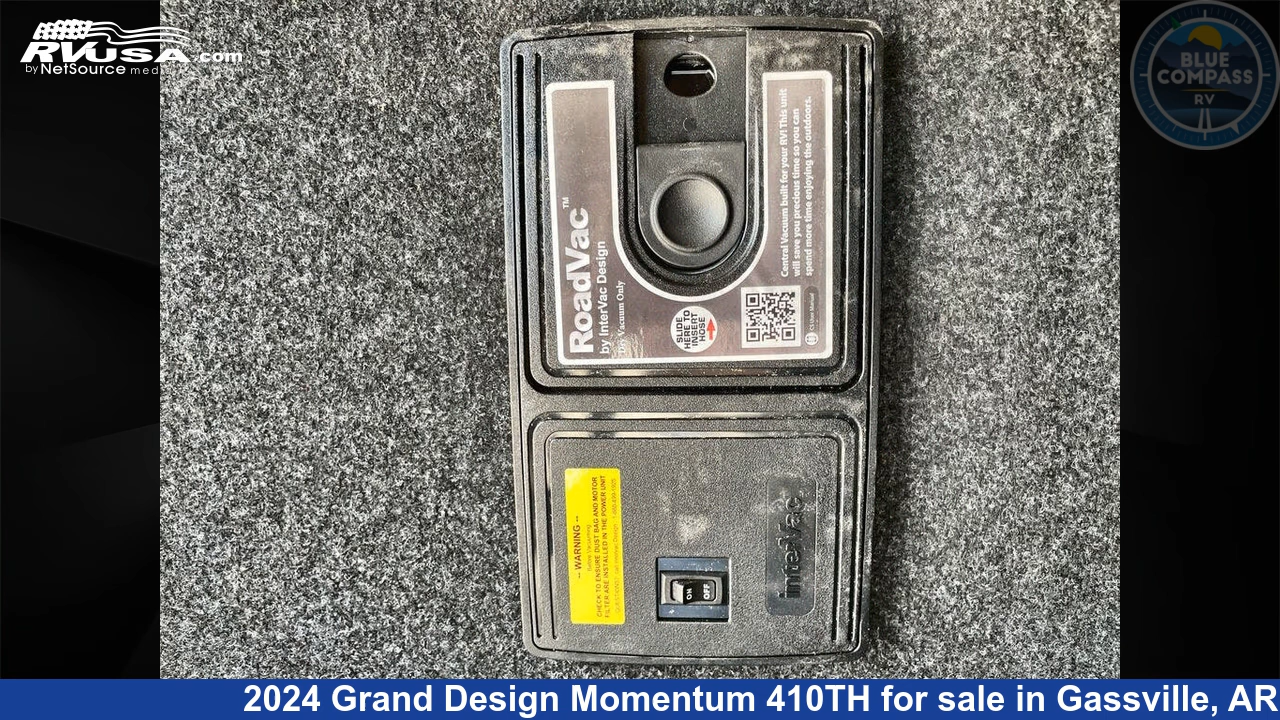 RVUSA.com
by NetSource media
BLUE
COMPASS
RV
RoadVac™
by InterVac Design
Vacuum Only
SLIDE
HERE TO
INSERT
HOSE
Central Vacuum built for your RV! This unit
will save you precious time so you can
spend more time enjoying the outdoors.
-- WARNING --
Before Vacuuming
CHECK TO ENSURE DUST BAG AND MOTOR
FILTER ARE INSTALLED IN THE POWER UNIT
ON
OFF
InterVac
2024 Grand Design Momentum 410TH for sale in Gassville, AR